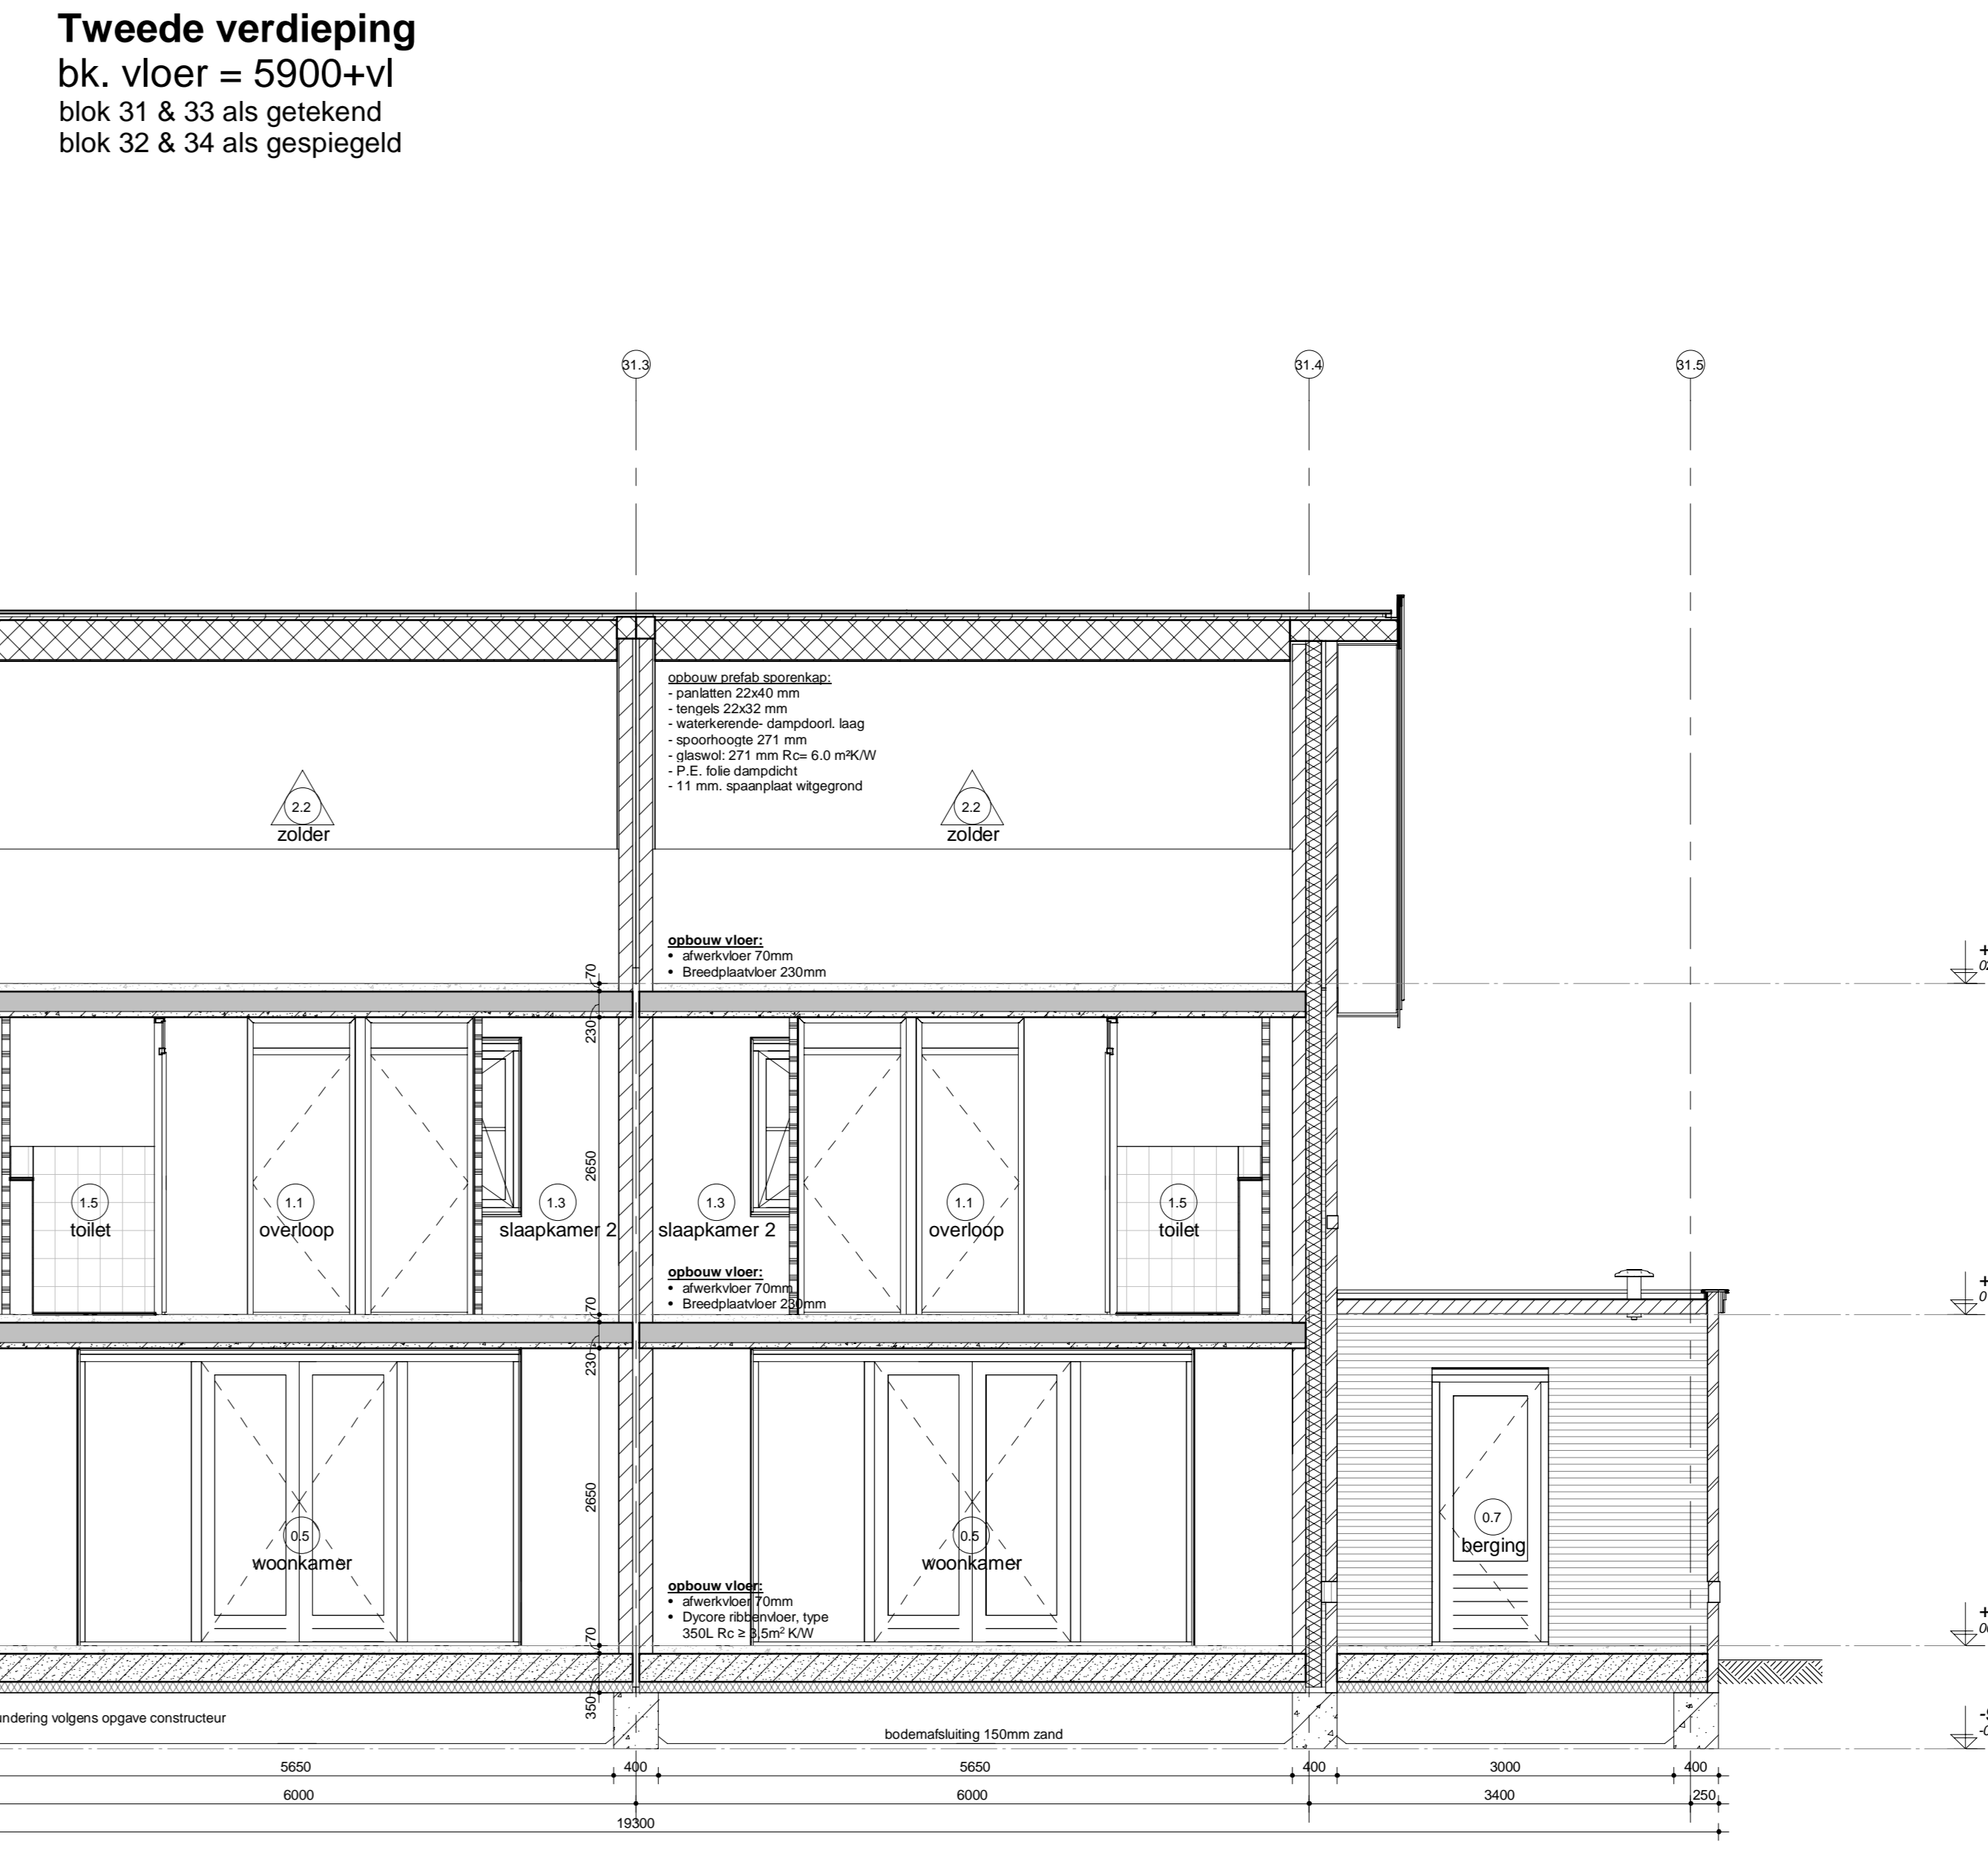 Tweede verdieping
bk. vloer = 5900+vl
blok 31 & 33 als getekend
blok 32 & 34 als gespiegeld
31.3
31.4
31.5
opbouw prefab sporenkap:
- panlatten 22x40 mm
- tengels 22x32 mm
- waterkerende- dampdoorl. laag
- spoorhoogte 271 mm
- glaswol: 271 mm Rc= 6.0 m²K/W
- P.E. folie dampdicht
- 11 mm. spaanplaat witgegrond
2.2
zolder
2.2
zolder
opbouw vloer:
• afwerkvloer 70mm
• Breedplaatvloer 230mm
70
230
2650
1.5
toilet
1.1
overloop
1.3
slaapkamer 2
1.3
slaapkamer 2
1.1
overloop
1.5
toilet
opbouw vloer:
• afwerkvloer 70mm
• Breedplaatvloer 230mm
70
230
2650
0.5
woonkamer
0.5
woonkamer
0.7
berging
opbouw vloer:
• afwerkvloer 70mm
• Dycore ribbenvloer, type
350L Rc ≥ 3,5m² K/W
70
350
undering volgens opgave constructeur
bodemafsluiting 150mm zand
5650
400
5650
400
3000
400
6000
6000
3400
250
19300